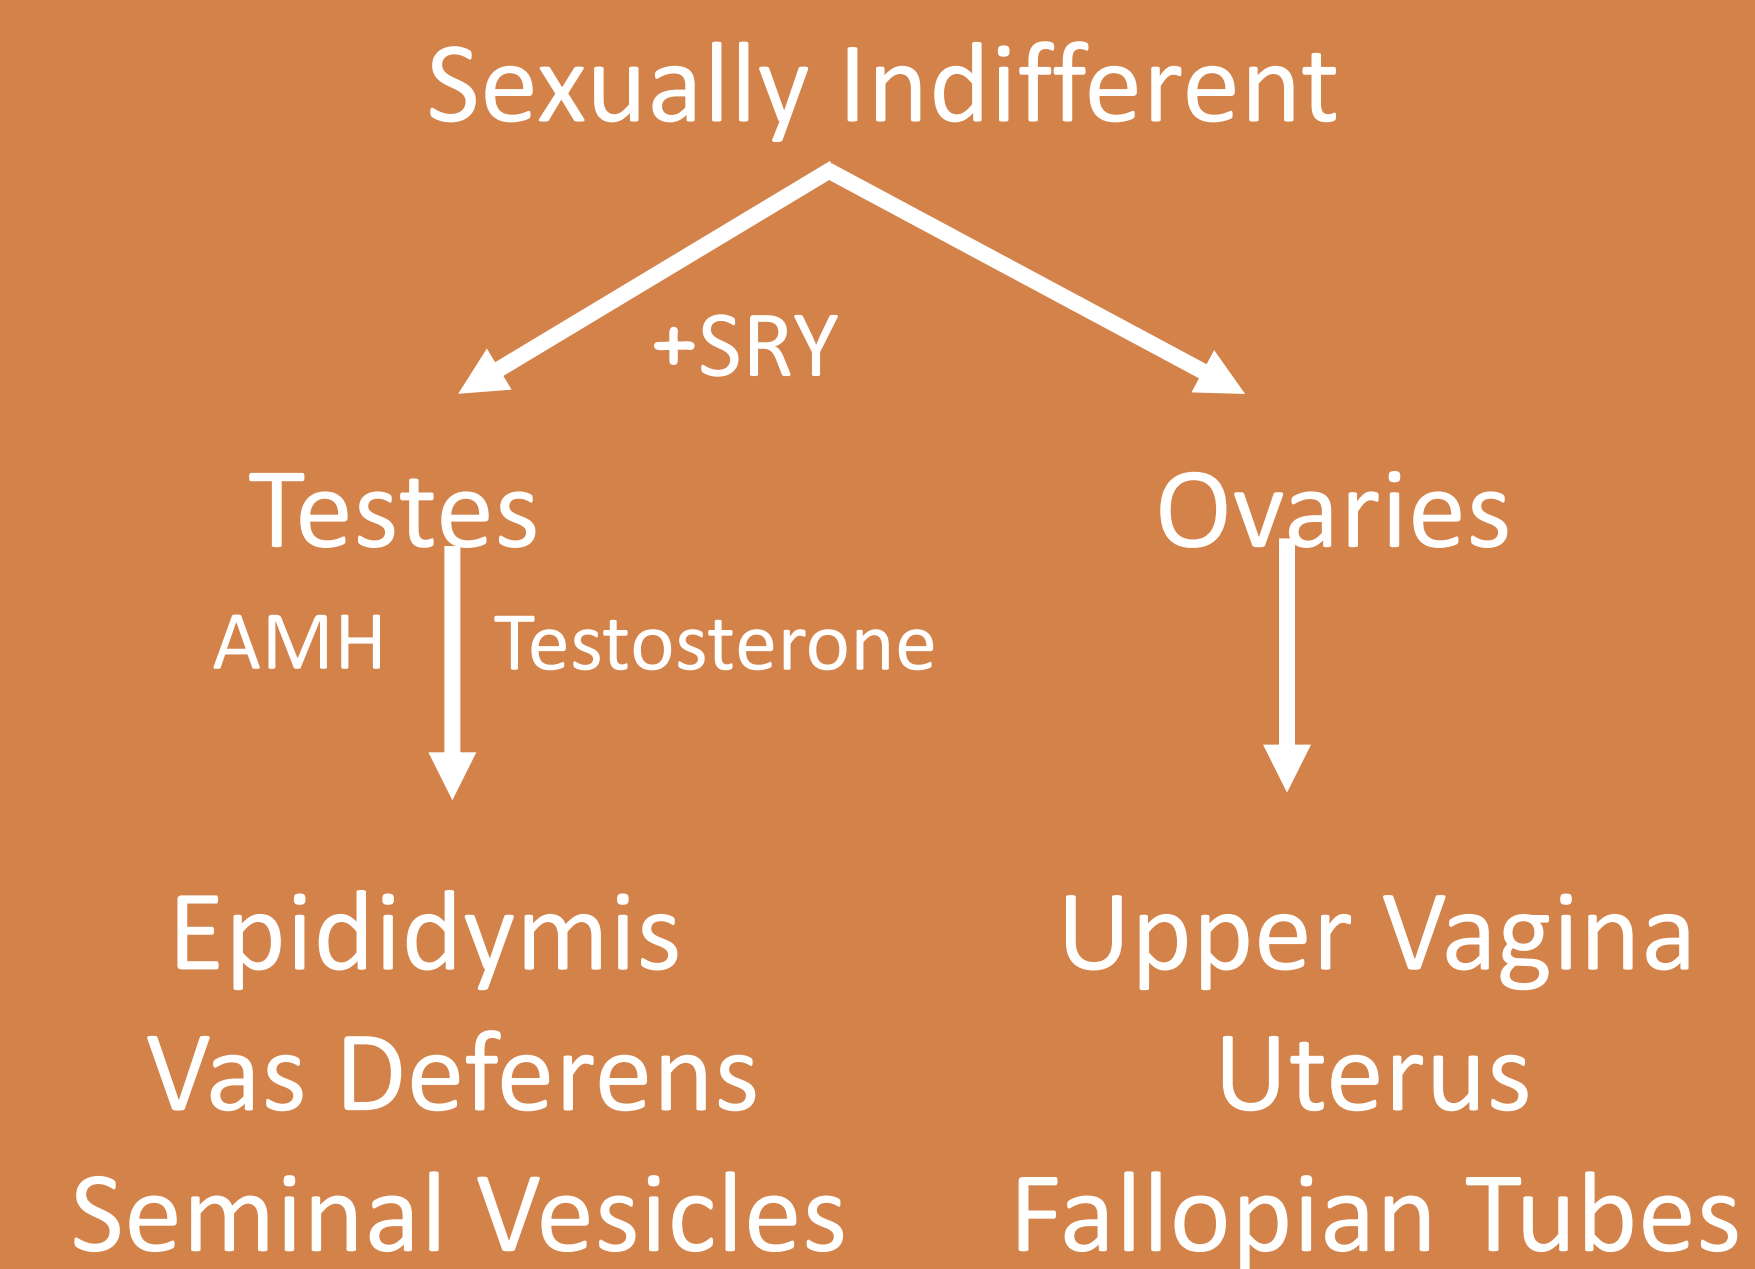 Sexually Indifferent
+SRY
Testes
Ovaries
AMH
Testosterone
Epididymis
Vas Deferens
Seminal Vesicles
Upper Vagina
Uterus
Fallopian Tubes